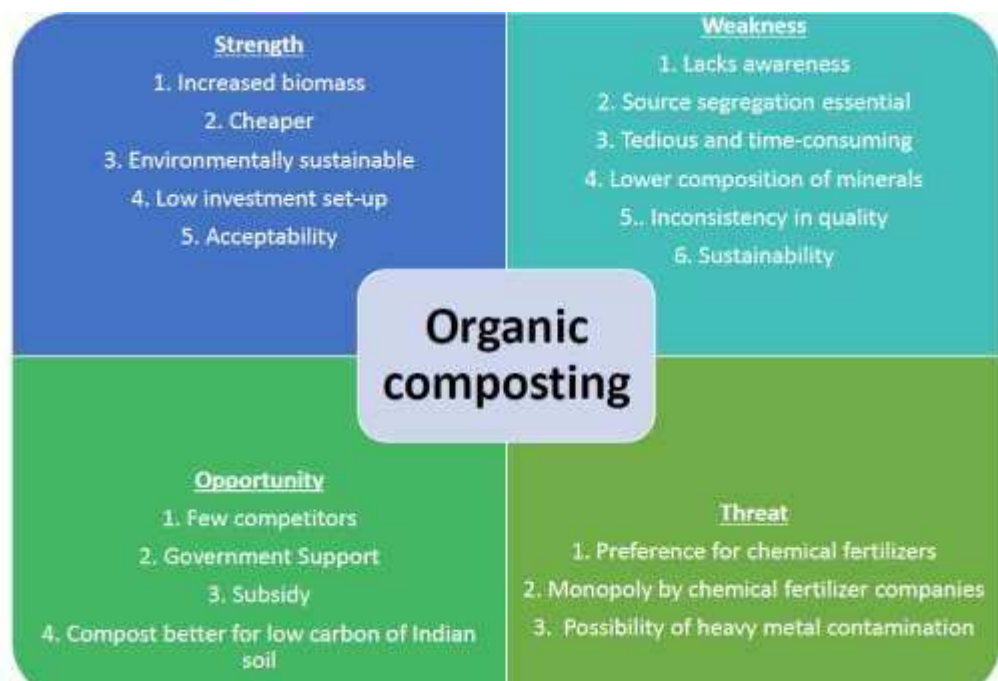 Strength
1. Increased biomass
2. Cheaper
3. Environmentally sustainable
4. Low investment set-up
5. Acceptability
Weakness
1. Lacks awareness
2. Source segregation essential
3. Tedious and time-consuming
4. Lower composition of minerals
5.. Inconsistency in quality
6. Sustainability
Organic
composting
Opportunity
1. Few competitors
2. Government Support
3. Subsidy
4. Compost better for low carbon of Indian
soil
Threat
1. Preference for chemical fertilizers
2. Monopoly by chemical fertilizer companies
3. Possibility of heavy metal contamination